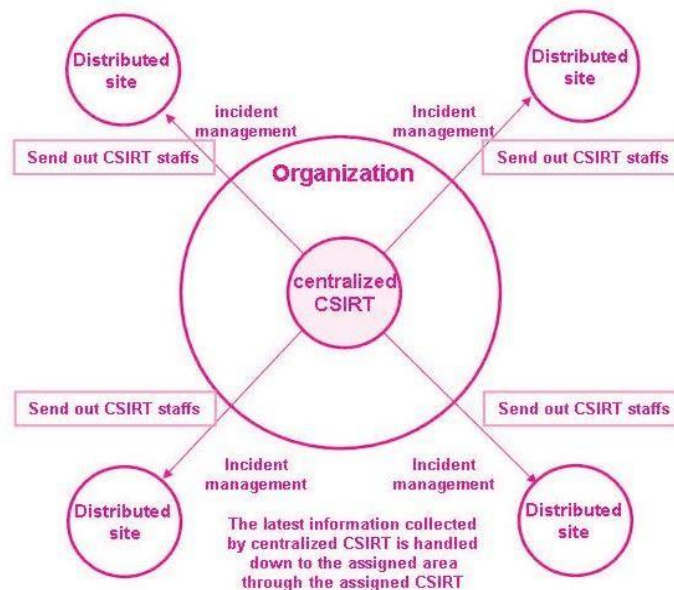 Distributed
site
Distributed
site
incident
management
Incident
management
Send out CSIRT staffs
Send out CSIRT staffs
Organization
centralized
CSIRT
Send out CSIRT staffs
Send out CSIRT staffs
Incident
management
Incident
management
Distributed
site
Distributed
site
The latest information collected
by centralized CSIRT is handled
down to the assigned area
through the assigned CSIRT